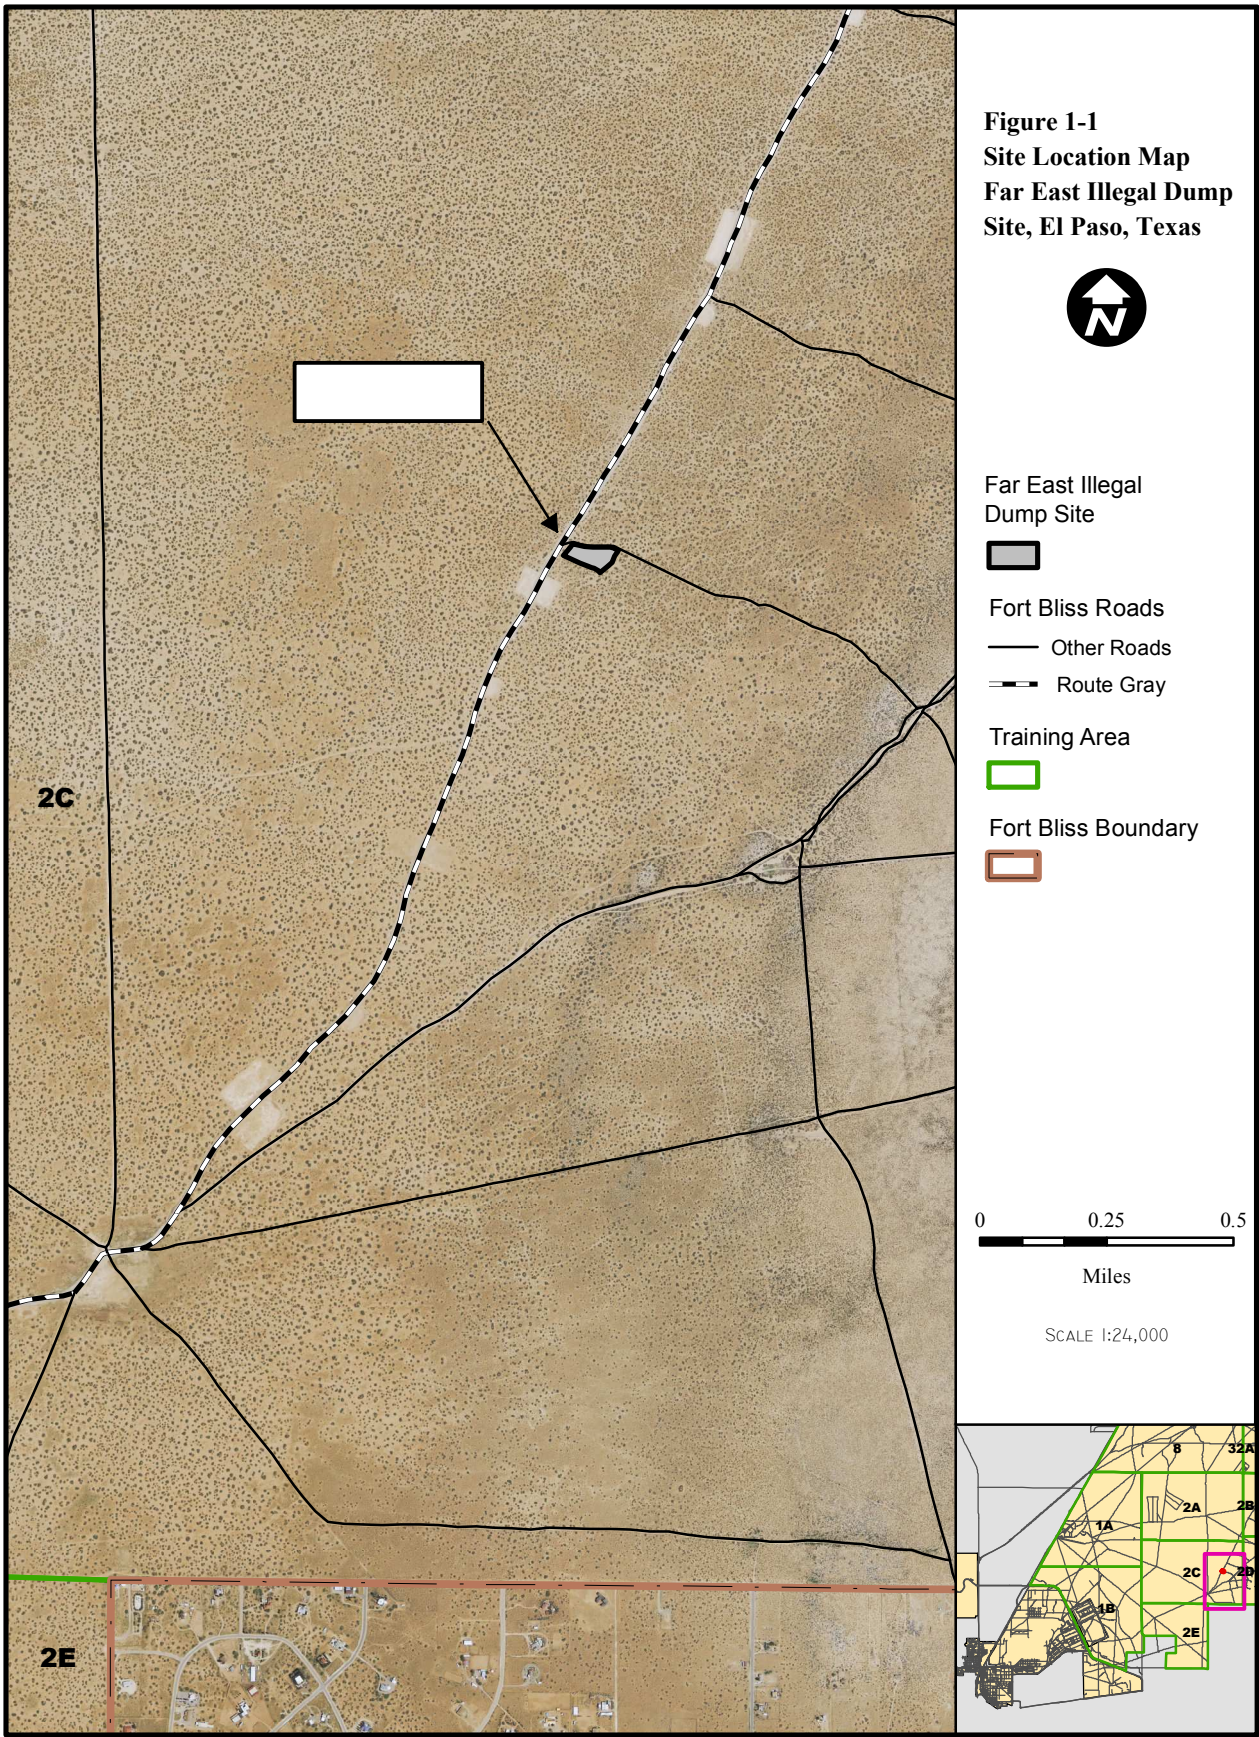 Figure 1-1
Site Location Map
Far East Illegal Dump
Site, El Paso, Texas
N
Far East Illegal
Dump Site
Fort Bliss Roads
Other Roads
Route Gray
Training Area
Fort Bliss Boundary
0 0.25 0.5
Miles
SCALE 1:24,000
2C
2E
8 32A
2A 2B
1A
2C 2D
1B
2E